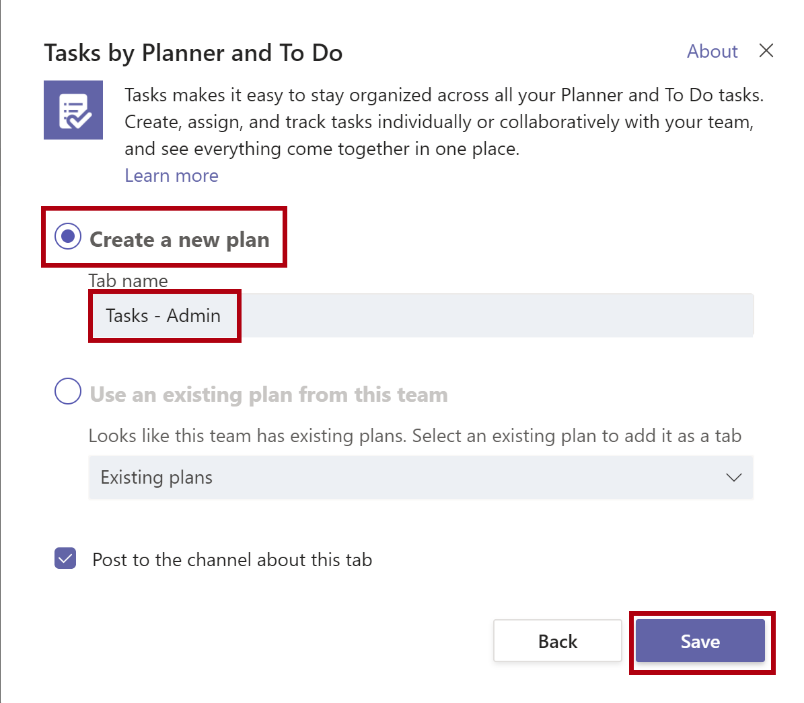 Tasks by Planner and To Do
About
Tasks makes it easy to stay organized across all your Planner and To Do tasks.
Create, assign, and track tasks individually or collaboratively with your team,
and see everything come together in one place.
Learn more
Create a new plan
Tab name
Tasks - Admin
Use an existing plan from this team
Looks like this team has existing plans. Select an existing plan to add it as a tab
Existing plans
Post to the channel about this tab
Back
Save